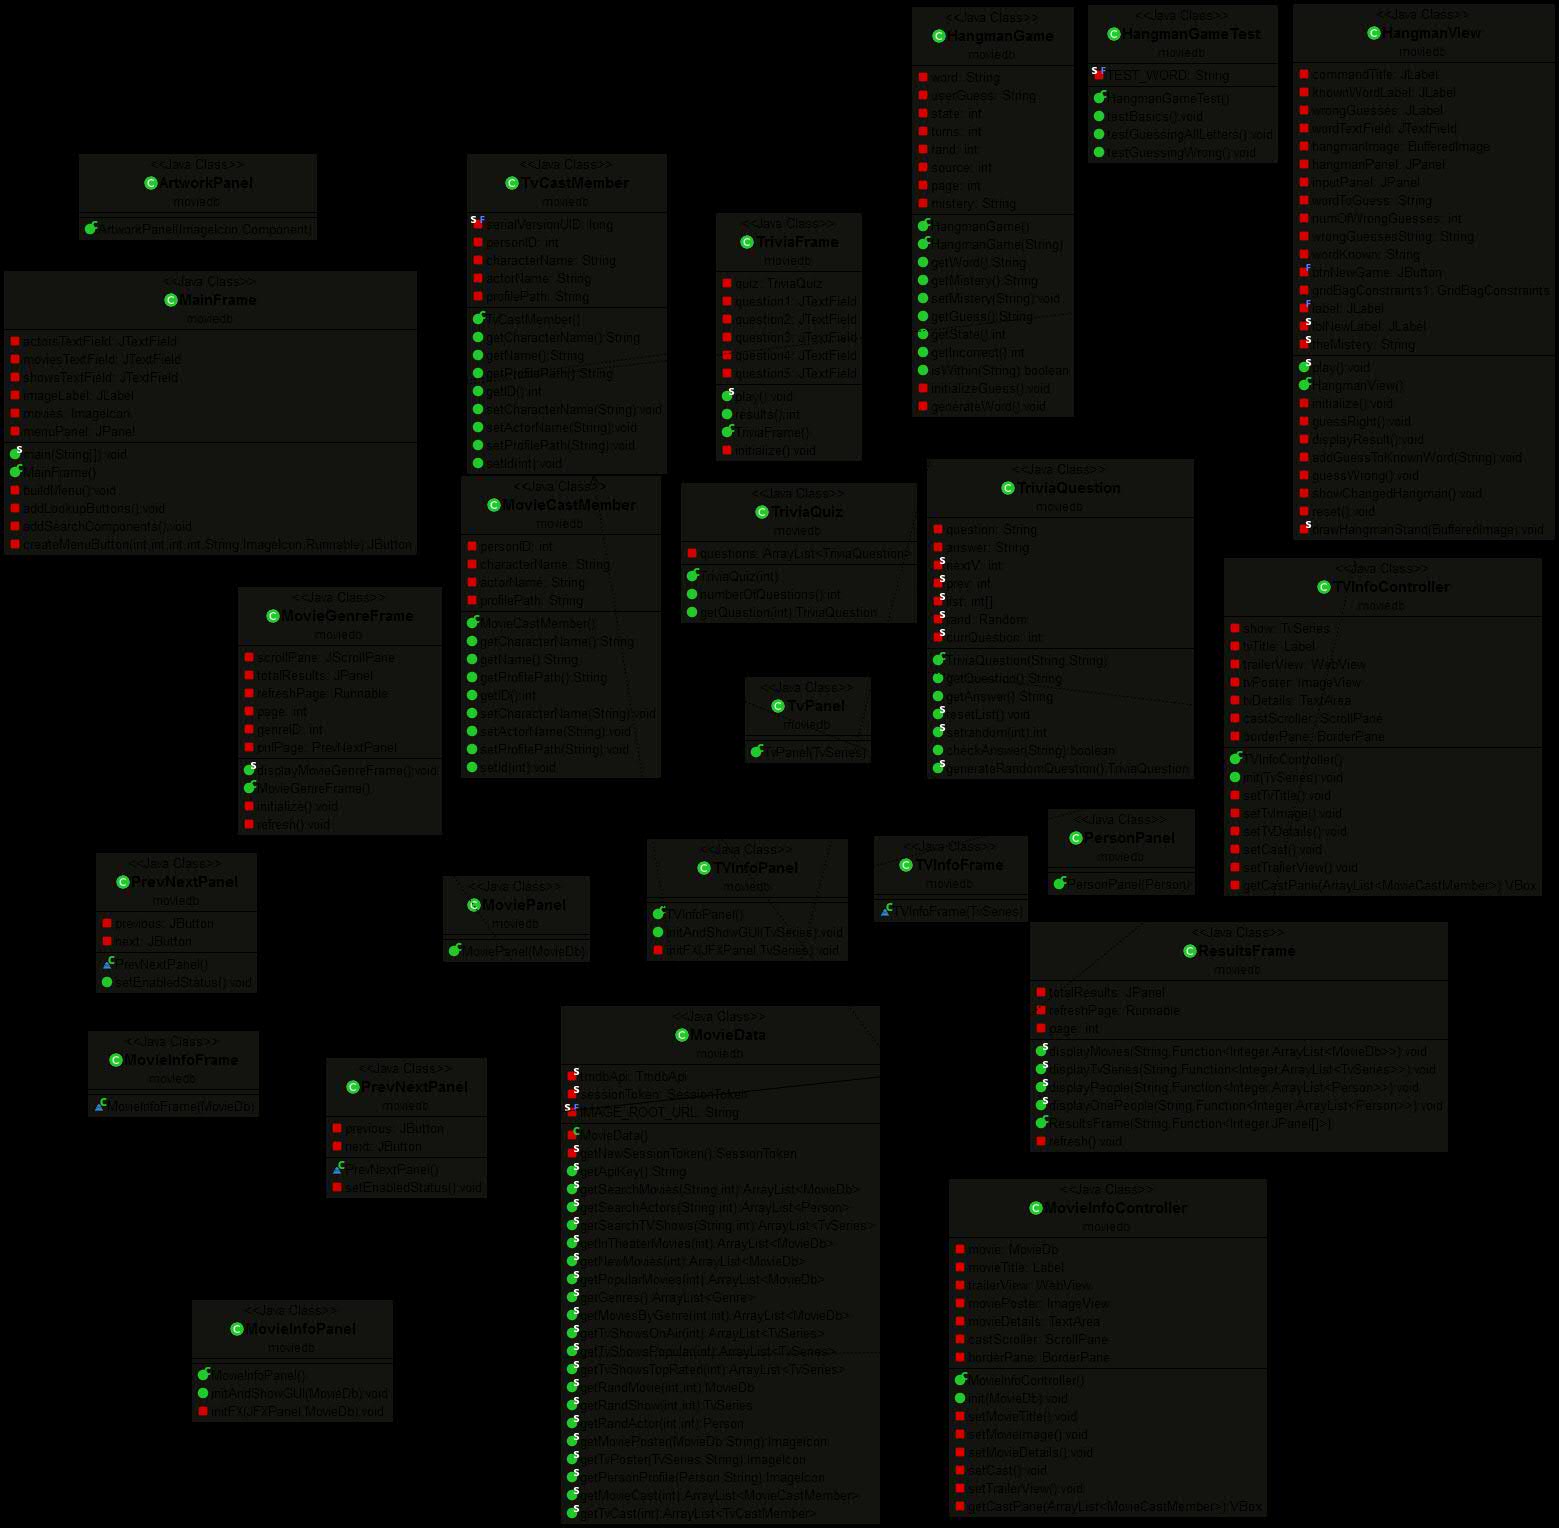 <<Java Class>>
HangmanGame
moviedb
word: String
userGuess: String
state: int
turns: int
rand: int
source: int
page: int
mistery: String
HangmanGame()
HangmanGame(String)
getWord():String
getMistery():String
setMistery(String):void
getGuess():String
getState():int
getIncorrect():int
isWithin(String):boolean
initializeGuess():void
generateWord():void
<<Java Class>>
HangmanGameTest
moviedb
TEST_WORD: String
HangmanGameTest()
testBasics():void
testGuessingAllLetters():void
testGuessingWrong():void
<<Java Class>>
HangmanView
moviedb
commandTitle: JLabel
knownWordLabel: JLabel
wrongGuesses: JLabel
wordTextField: JTextField
hangmanImage: BufferedImage
hangmanPanel: JPanel
inputPanel: JPanel
wordToGuess: String
numOfWrongGuesses: int
wrongGuessesString: String
wordKnown: String
btnNewGame: JButton
gridBagConstraints1: GridBagConstraints
label: JLabel
lblNewLabel: JLabel
theMistery: String
play():void
HangmanView()
initialize():void
guessRight():void
displayResult():void
addGuessToKnownWord(String):void
guessWrong():void
showChangedHangman():void
reset():void
drawHangmanStand(BufferedImage):void
<<Java Class>>
ArtworkPanel
moviedb
ArtworkPanel(ImageIcon,Component)
<<Java Class>>
TvCastMember
moviedb
serialVersionUID: long
personID: int
characterName: String
actorName: String
profilePath: String
TvCastMember()
getCharacterName():String
getName():String
getProfilePath():String
getID():int
setCharacterName(String):void
setActorName(String):void
setProfilePath(String):void
setId(int):void
<<Java Class>>
TriviaFrame
moviedb
quiz: TriviaQuiz
question1: JTextField
question2: JTextField
question3: JTextField
question4: JTextField
question5: JTextField
play():void
results():int
TriviaFrame()
initialize():void
<<Java Class>>
MainFrame
moviedb
actorsTextField: JTextField
moviesTextField: JTextField
showsTextField: JTextField
imageLabel: JLabel
movies: ImageIcon
menuPanel: JPanel
main(String[]):void
MainFrame()
buildMenu():void
addLookupButtons():void
addSearchComponents():void
createMenuButton(int,int,int,int,String,ImageIcon,Runnable):JButton
<<Java Class>>
MovieCastMember
moviedb
personID: int
characterName: String
actorName: String
profilePath: String
MovieCastMember()
getCharacterName():String
getName():String
getProfilePath():String
getID():int
setCharacterName(String):void
setActorName(String):void
setProfilePath(String):void
setId(int):void
<<Java Class>>
TriviaQuiz
moviedb
questions: ArrayList<TriviaQuestion>
TriviaQuiz(int)
numberOfQuestions():int
getQuestion(int):TriviaQuestion
<<Java Class>>
TriviaQuestion
moviedb
question: String
answer: String
nextV: int
prev: int
list: int[]
rand: Random
currQuestion: int
TriviaQuestion(String,String)
getQuestion():String
getAnswer():String
resetList():void
setrandom(int):int
checkAnswer(String):boolean
generateRandomQuestion():TriviaQuestion
<<Java Class>>
TVInfoController
moviedb
show: TvSeries
tvTitle: Label
trailerView: WebView
tvPoster: ImageView
tvDetails: TextArea
castScroller: ScrollPane
borderPane: BorderPane
TVInfoController()
init(TvSeries):void
setTvTitle():void
setTvImage():void
setTvDetails():void
setCast():void
setTrailerView():void
getCastPane(ArrayList<MovieCastMember>):VBox
<<Java Class>>
MovieGenreFrame
moviedb
scrollPane: JScrollPane
totalResults: JPanel
refreshPage: Runnable
page: int
genreID: int
pnlPage: PrevNextPanel
displayMovieGenreFrame():void
MovieGenreFrame()
initialize():void
refresh():void
<<Java Class>>
TvPanel
moviedb
TvPanel(TvSeries)
<<Java Class>>
PersonPanel
moviedb
PersonPanel(Person)
<<Java Class>>
PrevNextPanel
moviedb
previous: JButton
next: JButton
PrevNextPanel()
setEnabledStatus():void
<<Java Class>>
MoviePanel
moviedb
MoviePanel(MovieDb)
<<Java Class>>
TVInfoPanel
moviedb
TVInfoPanel()
initAndShowGUI(TvSeries):void
initFX(JFXPanel,TvSeries):void
<<Java Class>>
TVInfoFrame
moviedb
TVInfoFrame(TvSeries)
<<Java Class>>
ResultsFrame
moviedb
totalResults: JPanel
refreshPage: Runnable
page: int
displayMovies(String,Function<Integer,ArrayList<MovieDb>>):void
displayTvSeries(String,Function<Integer,ArrayList<TvSeries>>):void
displayPeople(String,Function<Integer,ArrayList<Person>>):void
displayOnePeople(String,Function<Integer,ArrayList<Person>>):void
ResultsFrame(String,Function<Integer,JPanel[]>)
refresh():void
<<Java Class>>
MovieInfoFrame
moviedb
MovieInfoFrame(MovieDb)
<<Java Class>>
PrevNextPanel
moviedb
previous: JButton
next: JButton
PrevNextPanel()
setEnabledStatus():void
<<Java Class>>
MovieData
moviedb
tmdbApi: TmdbApi
sessionToken: SessionToken
IMAGE_ROOT_URL: String
MovieData()
getNewSessionToken():SessionToken
getApiKey():String
getSearchMovies(String,int):ArrayList<MovieDb>
getSearchActors(String,int):ArrayList<Person>
getSearchTVShows(String,int):ArrayList<TvSeries>
getInTheaterMovies(int):ArrayList<MovieDb>
getNewMovies(int):ArrayList<MovieDb>
getPopularMovies(int):ArrayList<MovieDb>
getGenres():ArrayList<Genre>
getMoviesByGenre(int,int):ArrayList<MovieDb>
getTvShowsOnAir(int):ArrayList<TvSeries>
getTvShowsPopular(int):ArrayList<TvSeries>
getTvShowsTopRated(int):ArrayList<TvSeries>
getRandMovie(int,int):MovieDb
getRandShow(int,int):TvSeries
getRandActor(int,int):Person
getMoviePoster(MovieDb,String):ImageIcon
getTvPoster(TvSeries,String):ImageIcon
getPersonProfile(Person,String):ImageIcon
getMovieCast(int):ArrayList<MovieCastMember>
getTvCast(int):ArrayList<TvCastMember>
<<Java Class>>
MovieInfoController
moviedb
movie: MovieDb
movieTitle: Label
trailerView: WebView
moviePoster: ImageView
movieDetails: TextArea
castScroller: ScrollPane
borderPane: BorderPane
MovieInfoController()
init(MovieDb):void
setMovieTitle():void
setMovieImage():void
setMovieDetails():void
setCast():void
setTrailerView():void
getCastPane(ArrayList<MovieCastMember>):VBox
<<Java Class>>
MovieInfoPanel
moviedb
MovieInfoPanel()
initAndShowGUI(MovieDb):void
initFX(JFXPanel,MovieDb):void